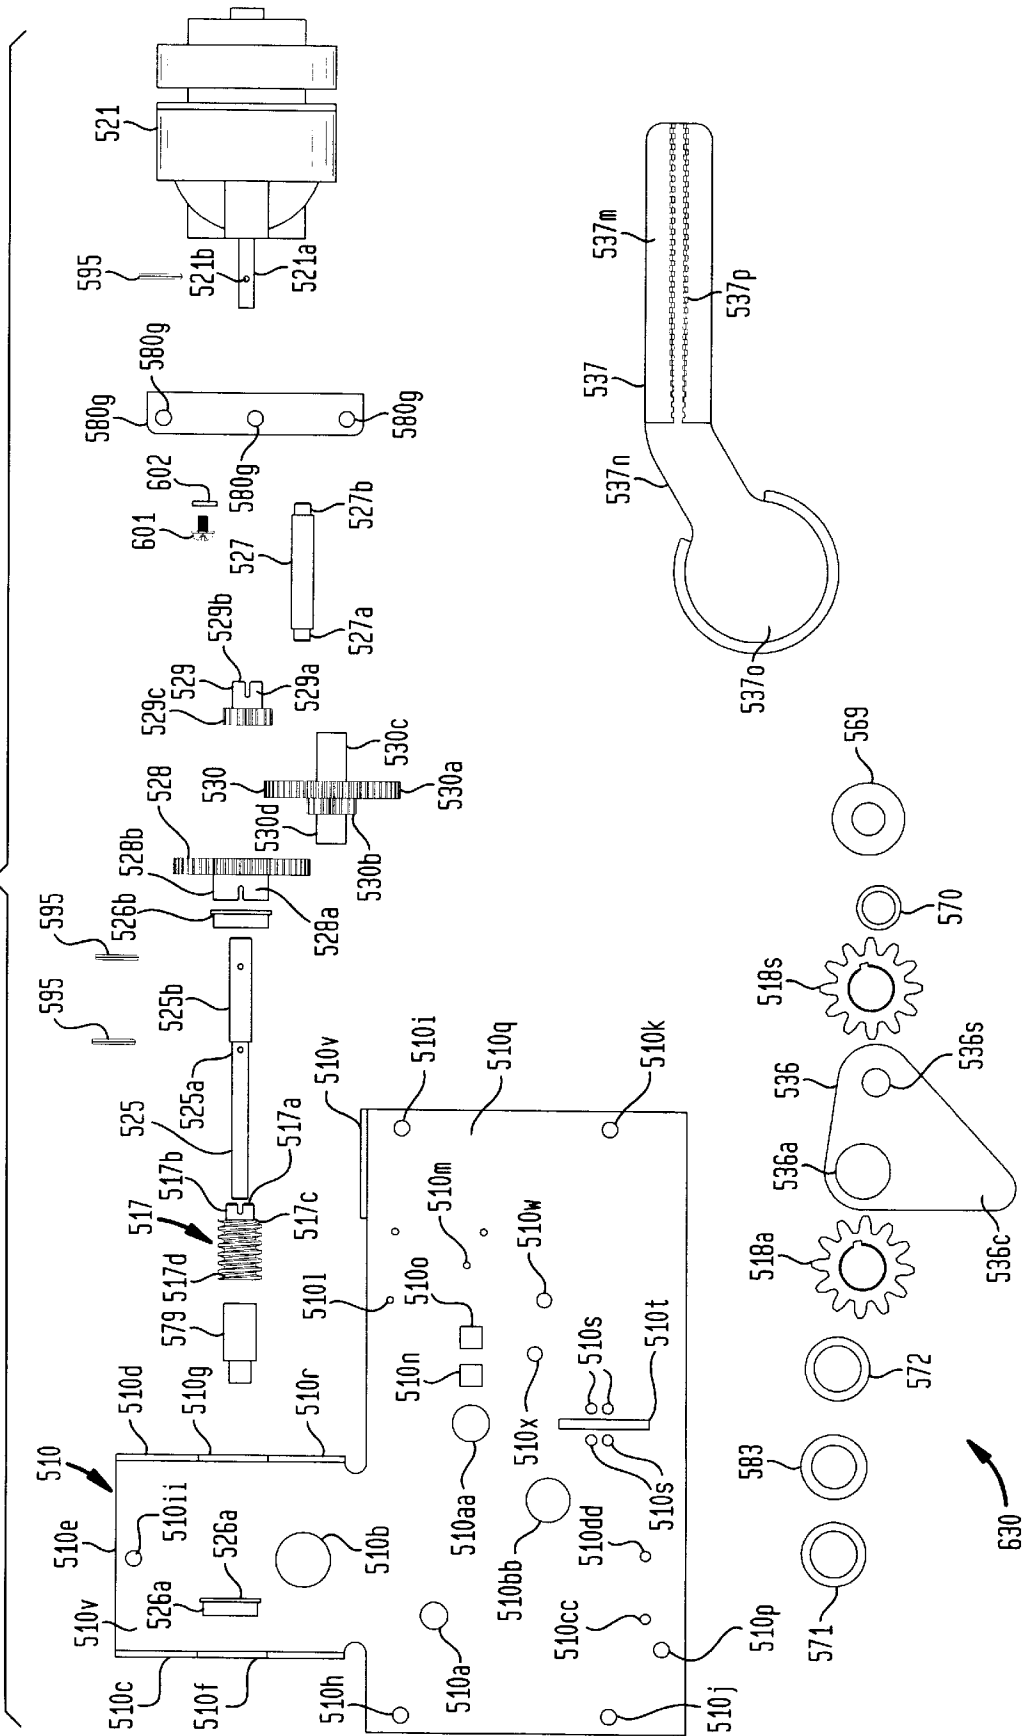 510
595
595
510e
510ii
510d
510v
510c
526a
526a
510f
510g
510b
510r
510h
579
517d
517
517b
517c
517a
525
525a
525b
526b
528b
528
528a
530
530d
530b
530c
530a
529c
529
529b
529a
527a
527
527b
601
602
580g
580g
580g
580g
595
521b
521a
521
510v
510i
510q
510k
510l
510m
510o
510n
510w
510x
510s
510t
510s
510aa
510bb
510dd
510cc
510a
510p
510j
537
537n
537m
537p
537o
571
583
572
518a
536a
536
536s
536c
518s
570
569
630